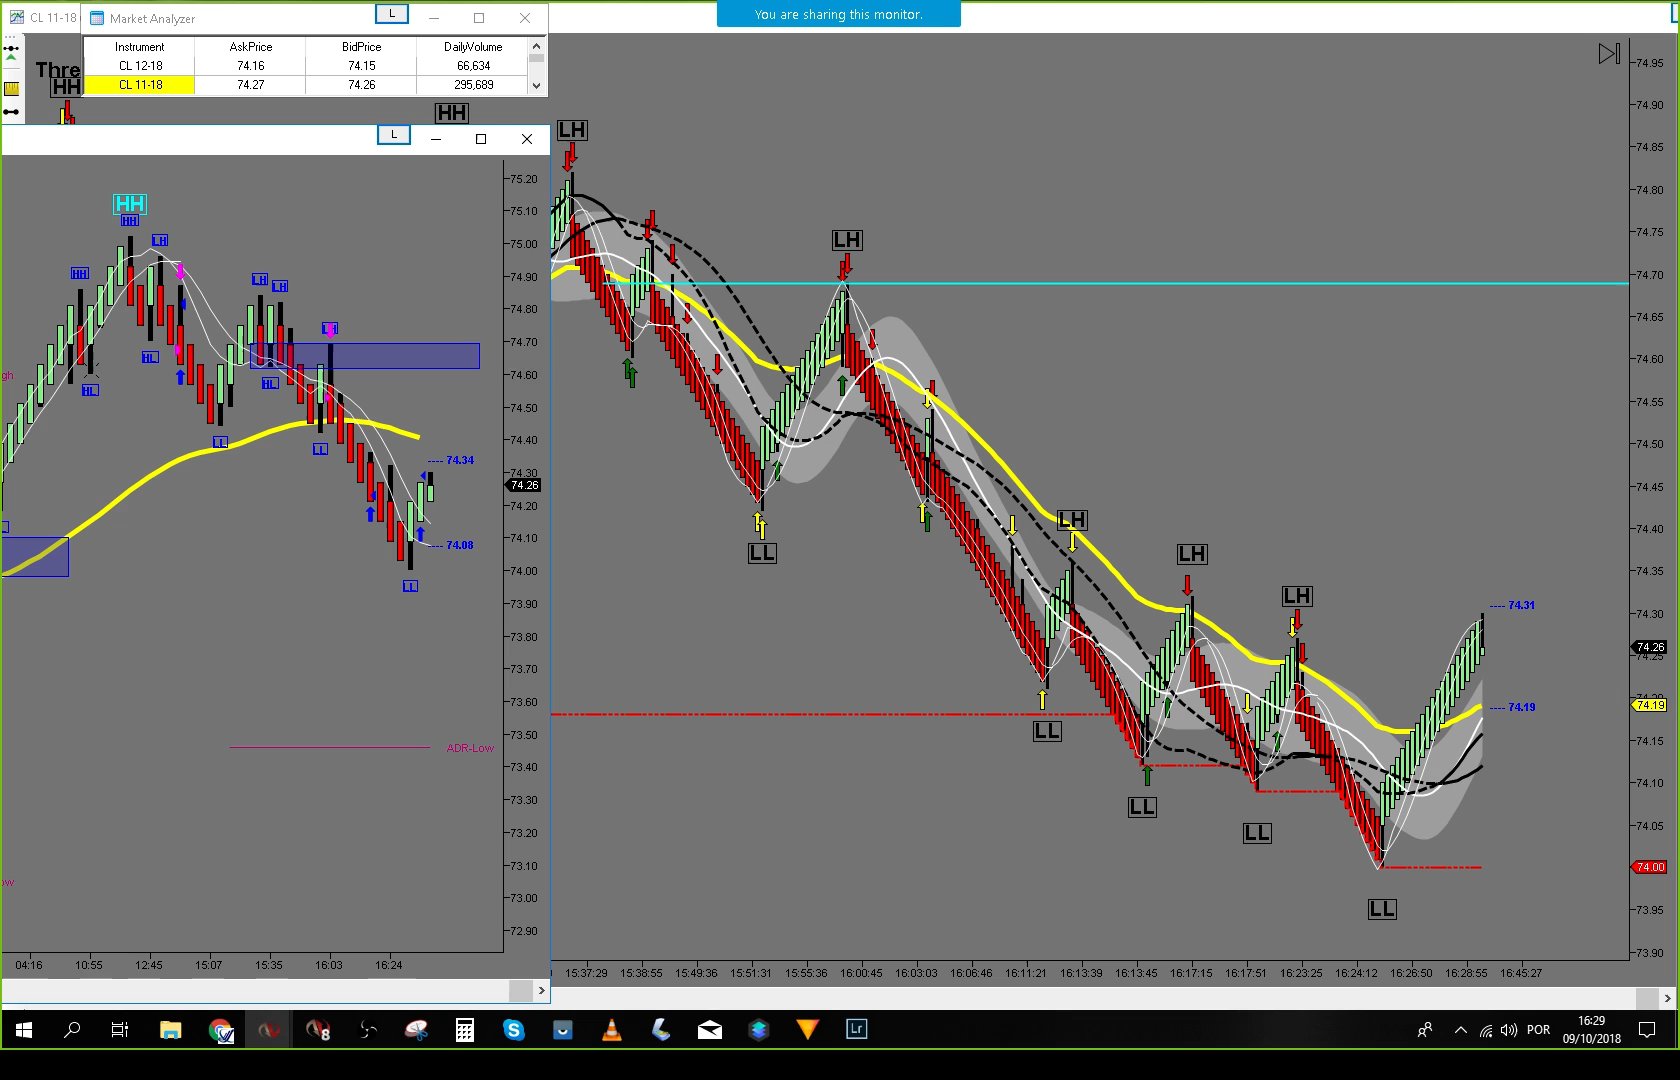 You are sharing this monitor.
CL 11-18
Market Analyzer
L
Instrument AskPrice BidPrice DailyVolume
CL 12-18 74.16 74.15 66,634
CL 11-18 74.27 74.26 295,689
Thre
HH
HH
L
HH
HH
LH
HH
HL
HL
LH
LH
HL
LL
LH
LL
LL
gh
ow
74.34
74.08
ADR-Low
75.20
75.10
75.00
74.90
74.80
74.70
74.60
74.50
74.40
74.30
74.26
74.20
74.10
74.00
73.90
73.80
73.70
73.60
73.50
73.40
73.30
73.20
73.10
73.00
72.90
04:16 10:55 12:45 15:07 15:35 16:03 16:24
LH
LH
LL
LH
LL
LH
LL
LH
LL
LL
74.31
74.19
74.95
74.90
74.85
74.80
74.75
74.70
74.65
74.60
74.55
74.50
74.45
74.40
74.35
74.30
74.26
74.25
74.20
74.19
74.15
74.10
74.05
74.00
73.95
73.90
15:37:29 15:38:55 15:49:36 15:51:31 15:55:36 16:00:45 16:03:03 16:06:46 16:11:21 16:13:39 16:13:45 16:17:15 16:17:51 16:23:25 16:24:12 16:26:50 16:28:55 16:45:27
8
Lr
POR
16:29
09/10/2018